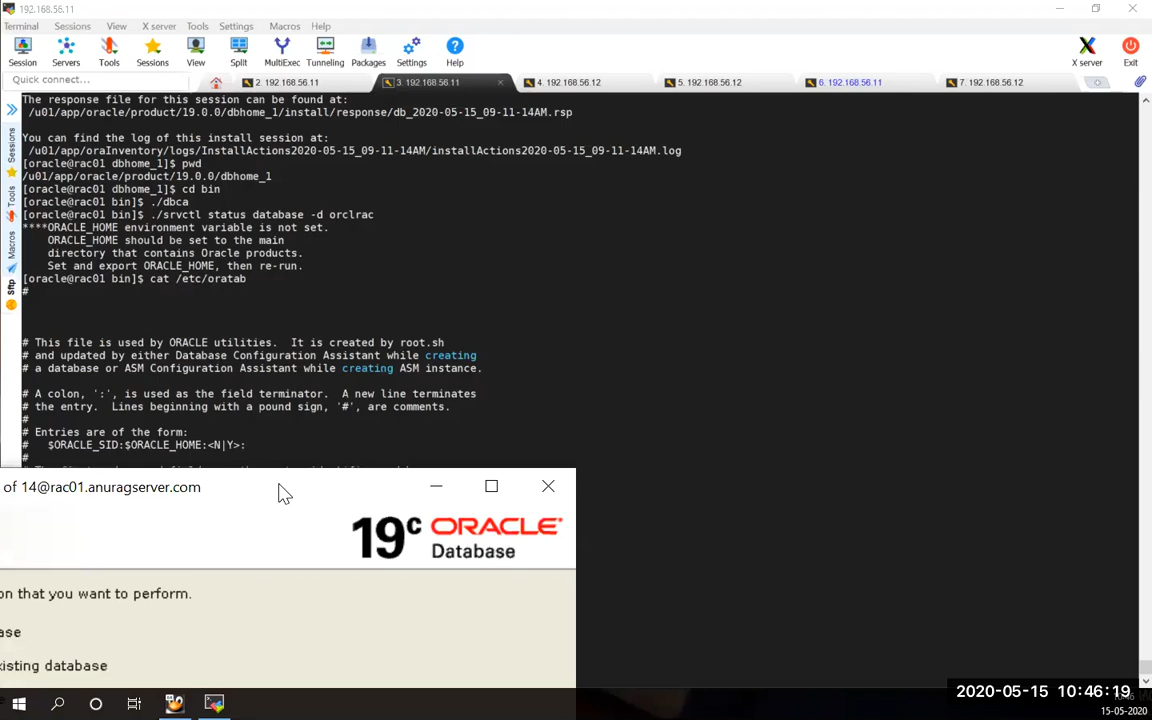 192.168.56.11
Terminal Sessions View X server Tools Settings Macros Help
Session Servers Tools Sessions View Split MultiExec Tunneling Packages Settings Help X server Exit
Quick connect...
2. 192.168.56.11
3. 192.168.56.11
4. 192.168.56.12
5. 192.168.56.12
6. 192.168.56.11
7. 192.168.56.12
Sessions
Tools
Macros
Sftp
The response file for this session can be found at:
/u01/app/oracle/product/19.0.0/dbhome_1/install/response/db_2020-05-15_09-11-14AM.rsp
You can find the log of this install session at:
/u01/app/oraInventory/logs/InstallActions2020-05-15_09-11-14AM/installActions2020-05-15_09-11-14AM.log
[oracle@rac01 dbhome_1]$ pwd
/u01/app/oracle/product/19.0.0/dbhome_1
[oracle@rac01 dbhome_1]$ cd bin
[oracle@rac01 bin]$ ./dbca
[oracle@rac01 bin]$ ./srvctl status database -d orclrac
****ORACLE_HOME environment variable is not set.
ORACLE_HOME should be set to the main
directory that contains Oracle products.
Set and export ORACLE_HOME, then re-run.
[oracle@rac01 bin]$ cat /etc/oratab
#
# This file is used by ORACLE utilities. It is created by root.sh
# and updated by either Database Configuration Assistant while creating
# a database or ASM Configuration Assistant while creating ASM instance.
# A colon, ':', is used as the field terminator. A new line terminates
# the entry. Lines beginning with a pound sign, '#', are comments.
#
# Entries are of the form:
# $ORACLE_SID:$ORACLE_HOME:<N|Y>:
#
of 14@rac01.anuragserver.com
19c ORACLE
Database
on that you want to perform.
ase
xisting database
2020-05-15 10:46:19
15-05-2020